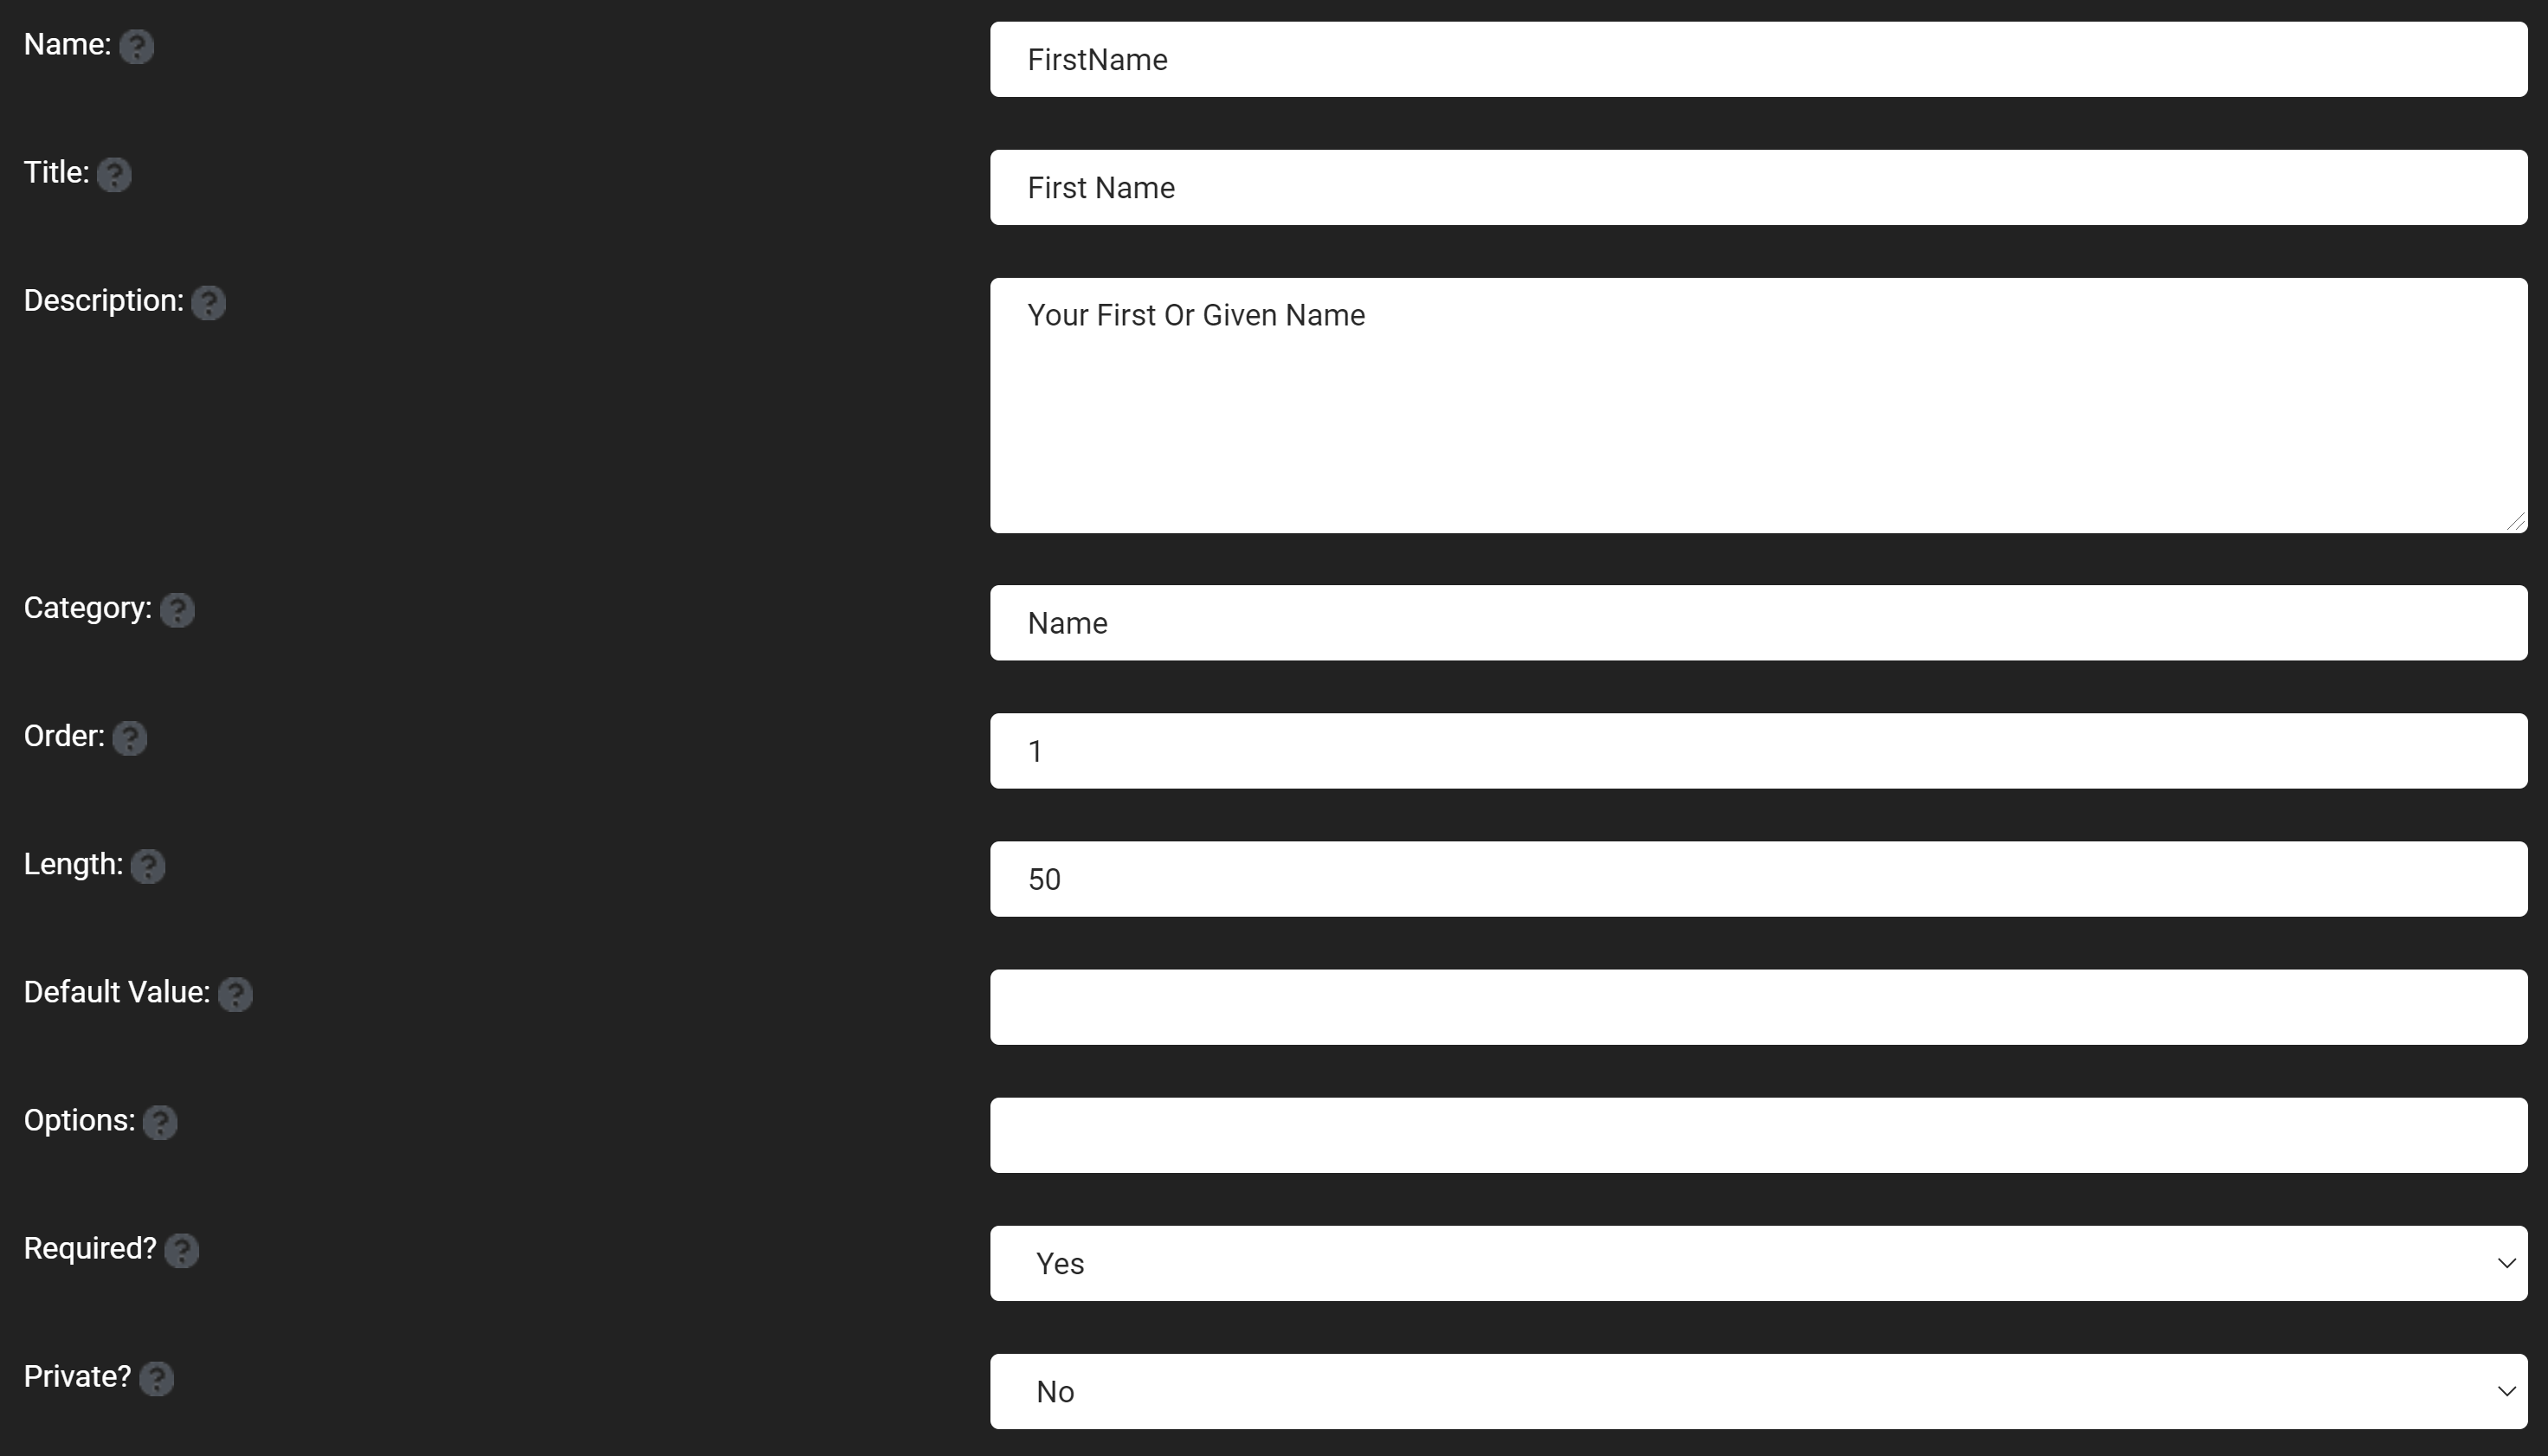 Name: ?
FirstName
Title: ?
First Name
Description: ?
Your First Or Given Name
Category: ?
Name
Order: ?
1
Length: ?
50
Default Value: ?
Options: ?
Required? ?
Yes
Private? ?
No